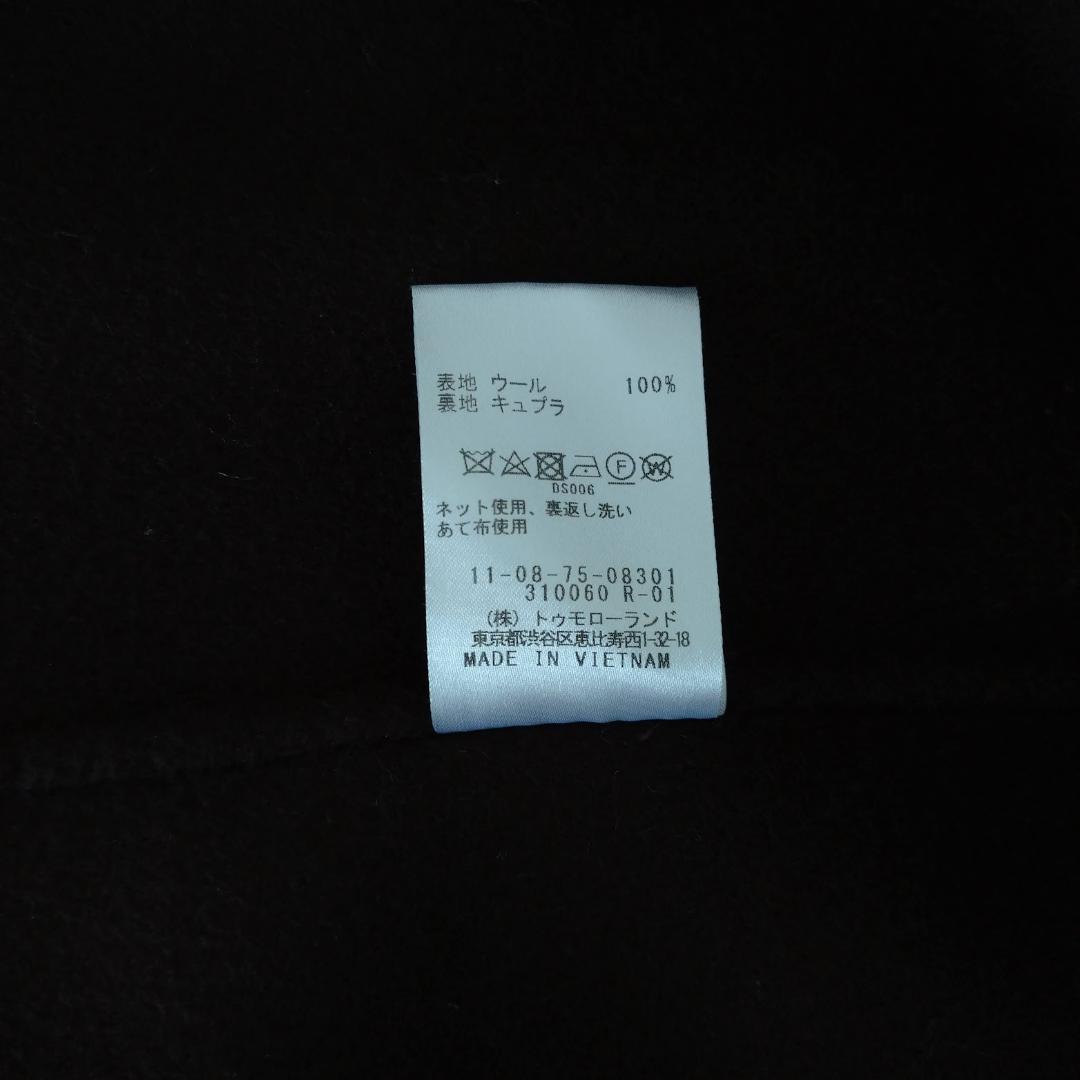 表地 ウール 100%
裏地 キュプラ
F W
DS006
ネット使用、裏返し洗い
あて布使用
11-08-75-08301
310060 R-01
(株) トゥモローランド
東京都渋谷区恵比寿西1-32-18
MADE IN VIETNAM